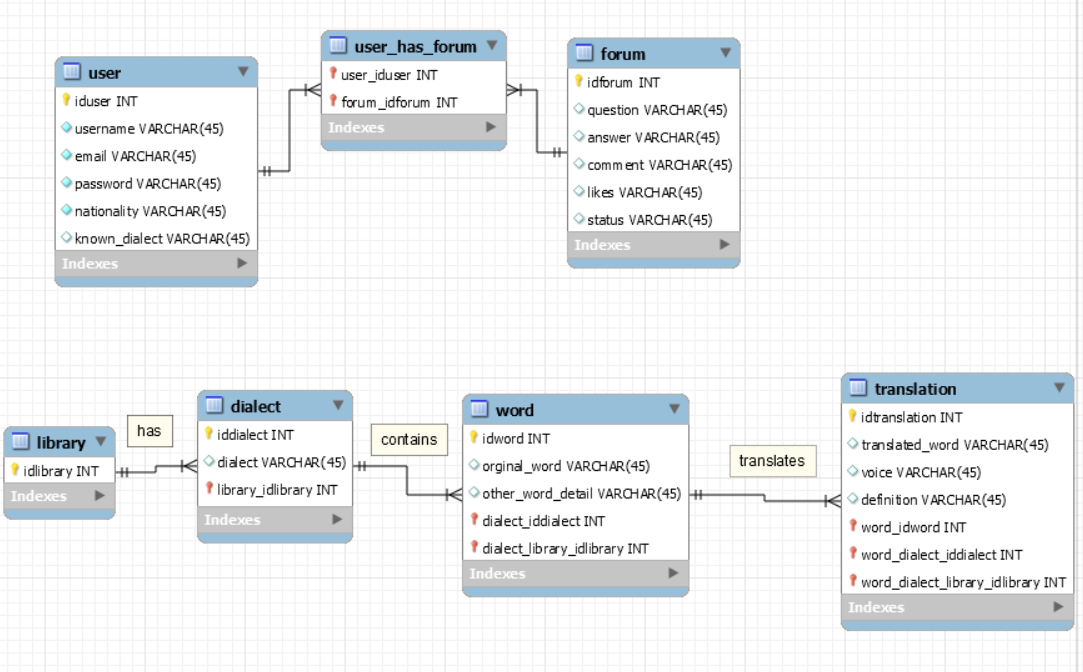 user
iduser INT
username VARCHAR(45)
email VARCHAR(45)
password VARCHAR(45)
nationality VARCHAR(45)
known_dialect VARCHAR(45)
Indexes
user_has_forum
user_iduser INT
forum_idforum INT
Indexes
forum
idforum INT
question VARCHAR(45)
answer VARCHAR(45)
comment VARCHAR(45)
likes VARCHAR(45)
status VARCHAR(45)
Indexes
library
idlibrary INT
Indexes
has
dialect
iddialect INT
dialect VARCHAR(45)
library_idlibrary INT
Indexes
contains
word
idword INT
orginal_word VARCHAR(45)
other_word_detail VARCHAR(45)
dialect_iddialect INT
dialect_library_idlibrary INT
Indexes
translates
translation
idtranslation INT
translated_word VARCHAR(45)
voice VARCHAR(45)
definition VARCHAR(45)
word_idword INT
word_dialect_iddialect INT
word_dialect_library_idlibrary INT
Indexes